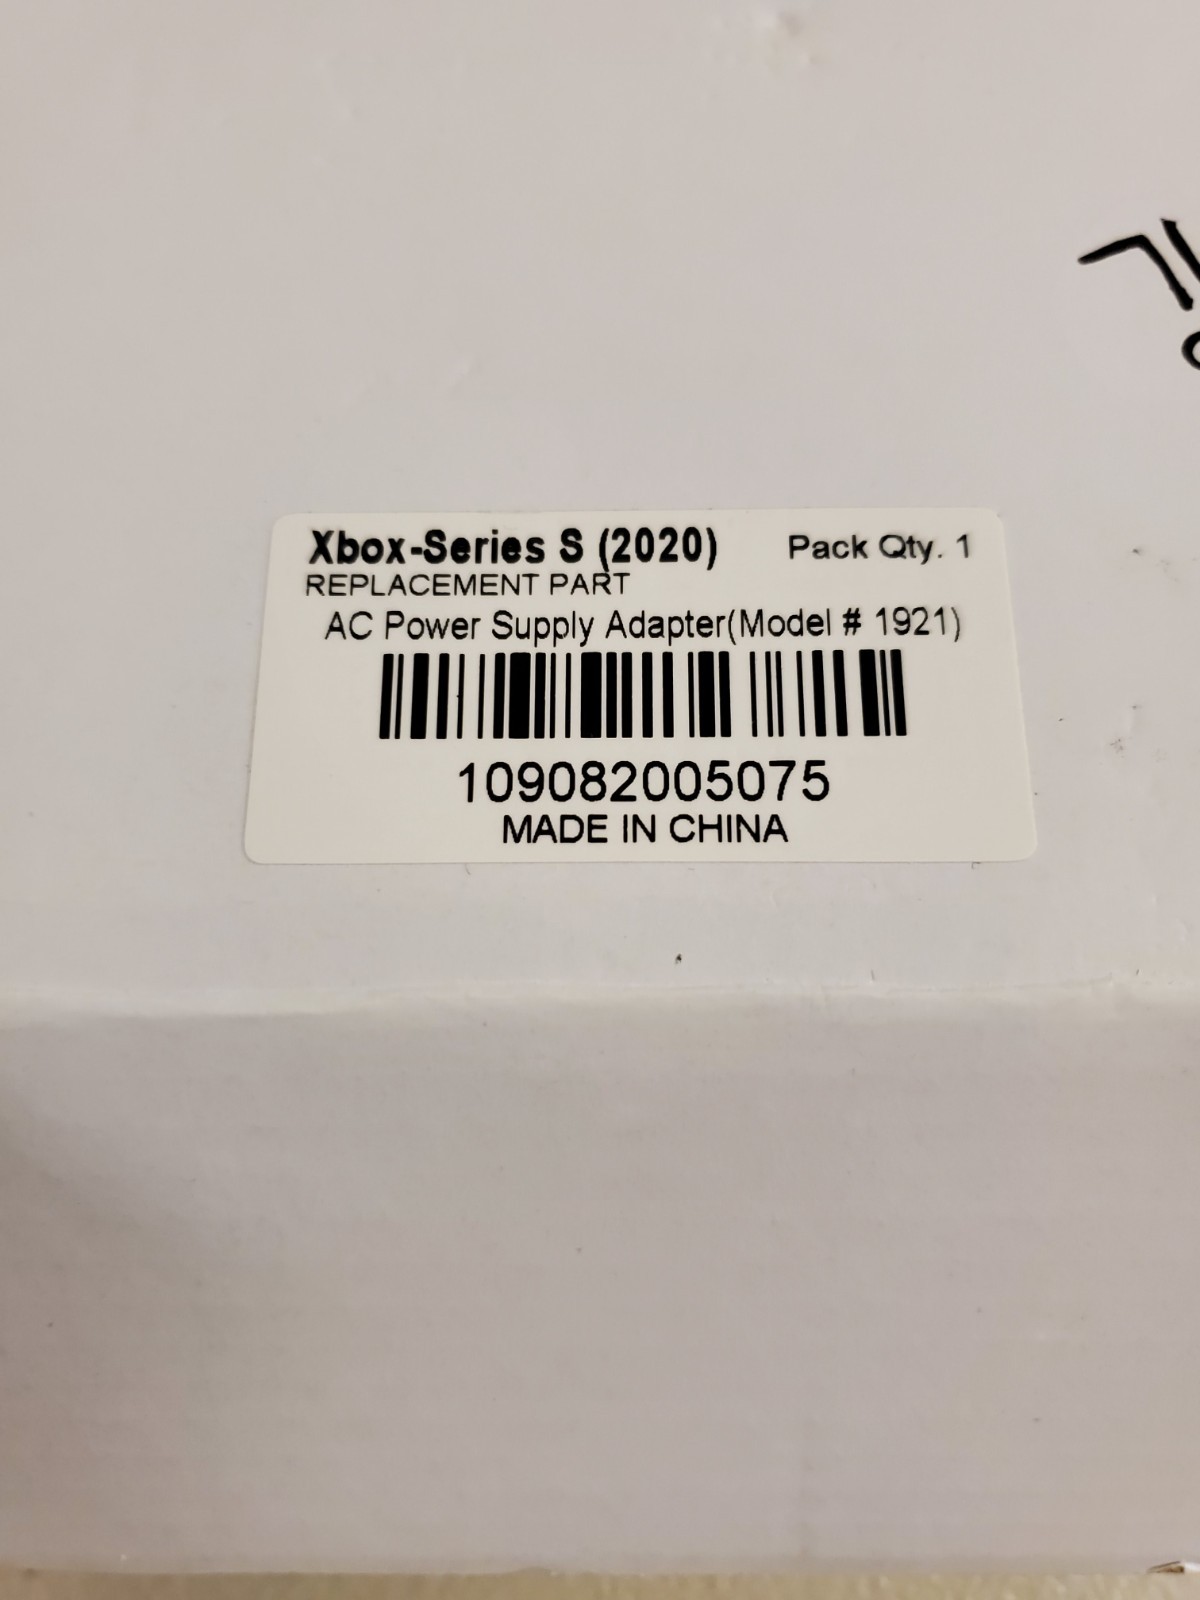 Xbox-Series S (2020) Pack Qty. 1
REPLACEMENT PART
AC Power Supply Adapter(Model # 1921)
109082005075
MADE IN CHINA